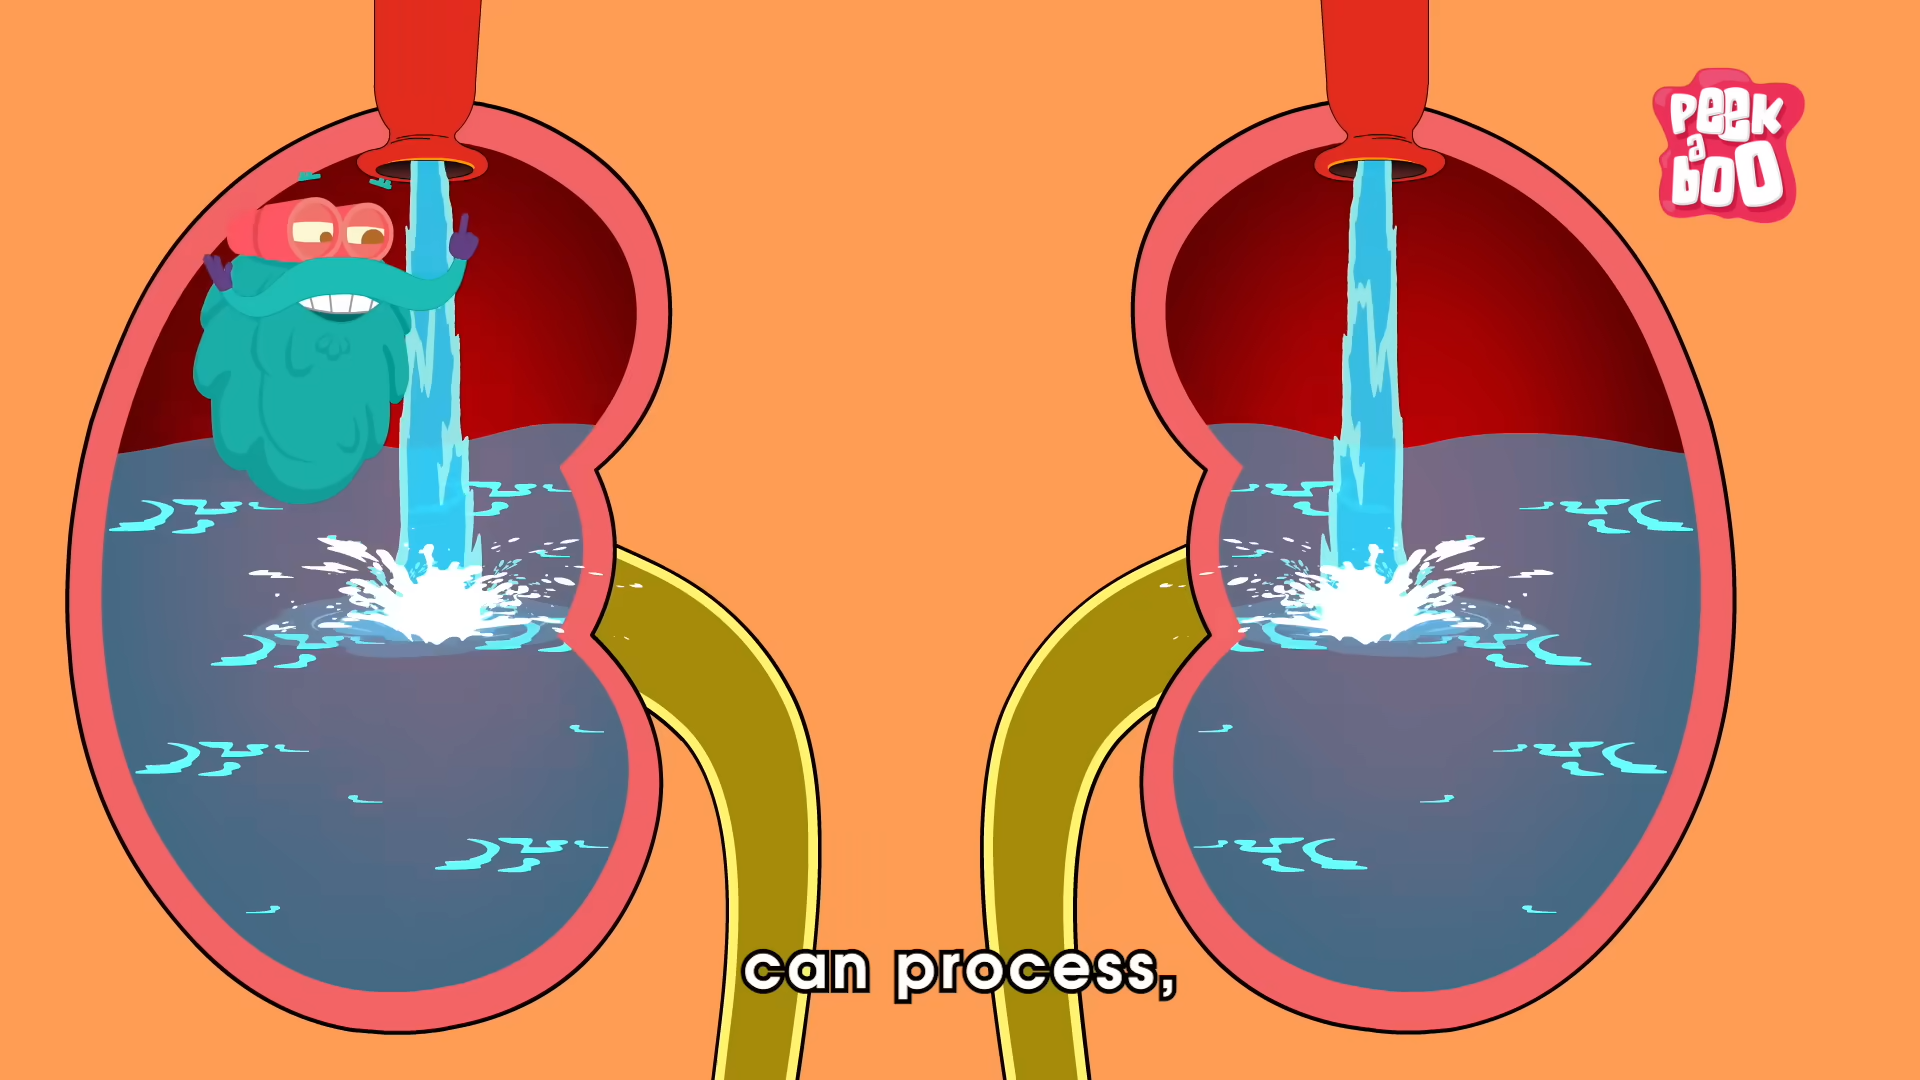 Peek
a
boo
can process,